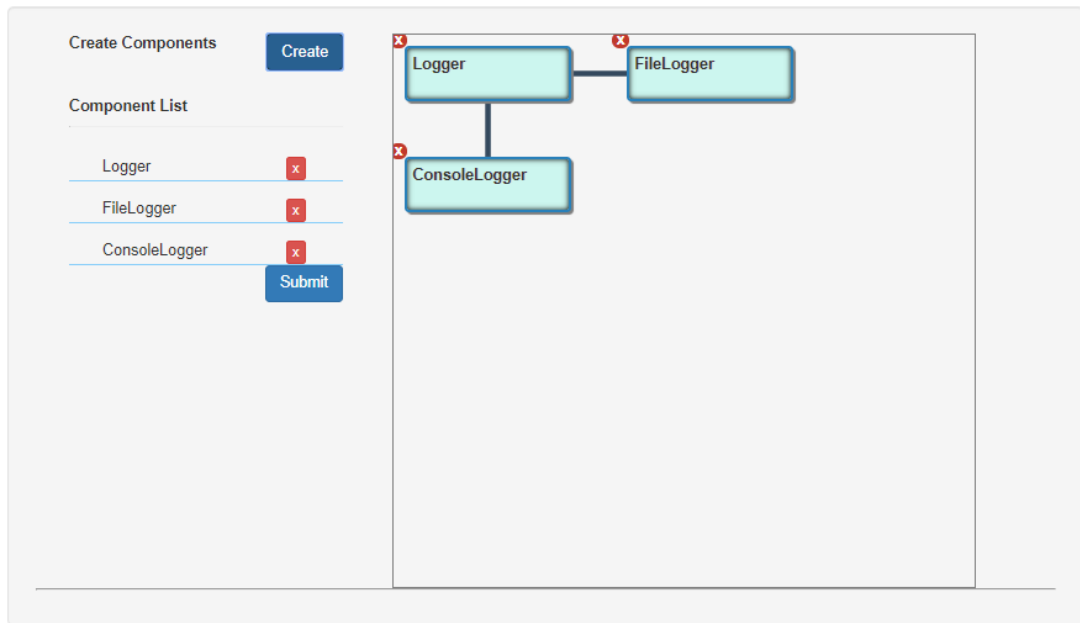 Create Components
Create
Component List
Logger
x
FileLogger
x
ConsoleLogger
x
Submit
x
x
Logger
FileLogger
x
ConsoleLogger